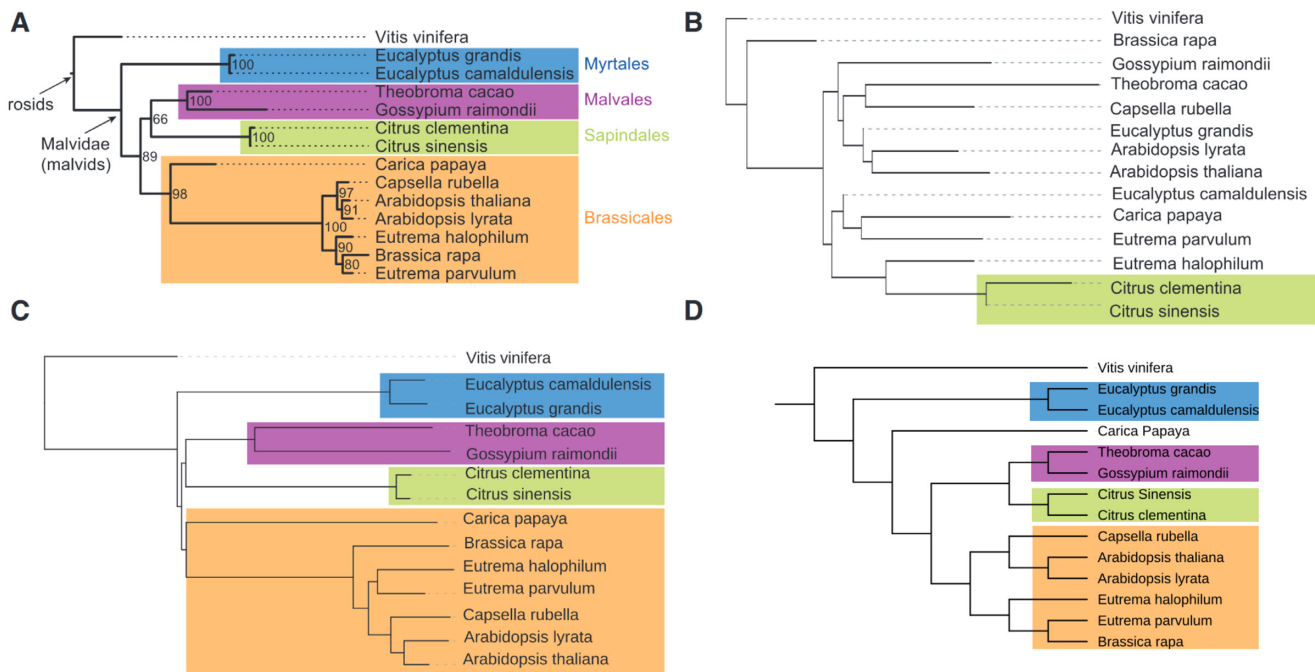 A
Vitis vinifera
Eucalyptus grandis
100
Eucalyptus camaldulensis
Myrtales
rosids
Theobroma cacao
100
Gossypium raimondii
Malvales
66
Malvidae
(malvids)
Citrus clementina
100
Citrus sinensis
Sapindales
89
Carica papaya
98
Capsella rubella
97
Arabidopsis thaliana
91
Arabidopsis lyrata
100
Brassicales
Eutrema halophilum
90
Brassica rapa
80
Eutrema parvulum
B
Vitis vinifera
Brassica rapa
Gossypium raimondii
Theobroma cacao
Capsella rubella
Eucalyptus grandis
Arabidopsis lyrata
Arabidopsis thaliana
Eucalyptus camaldulensis
Carica papaya
Eutrema parvulum
Eutrema halophilum
Citrus clementina
Citrus sinensis
C
Vitis vinifera
Eucalyptus camaldulensis
Eucalyptus grandis
Theobroma cacao
Gossypium raimondii
Citrus clementina
Citrus sinensis
Carica papaya
Brassica rapa
Eutrema halophilum
Eutrema parvulum
Capsella rubella
Arabidopsis lyrata
Arabidopsis thaliana
D
Vitis vinifera
Eucalyptus grandis
Eucalyptus camaldulensis
Carica Papaya
Theobroma cacao
Gossypium raimondii
Citrus Sinensis
Citrus clementina
Capsella rubella
Arabidopsis thaliana
Arabidopsis lyrata
Eutrema halophilum
Eutrema parvulum
Brassica rapa